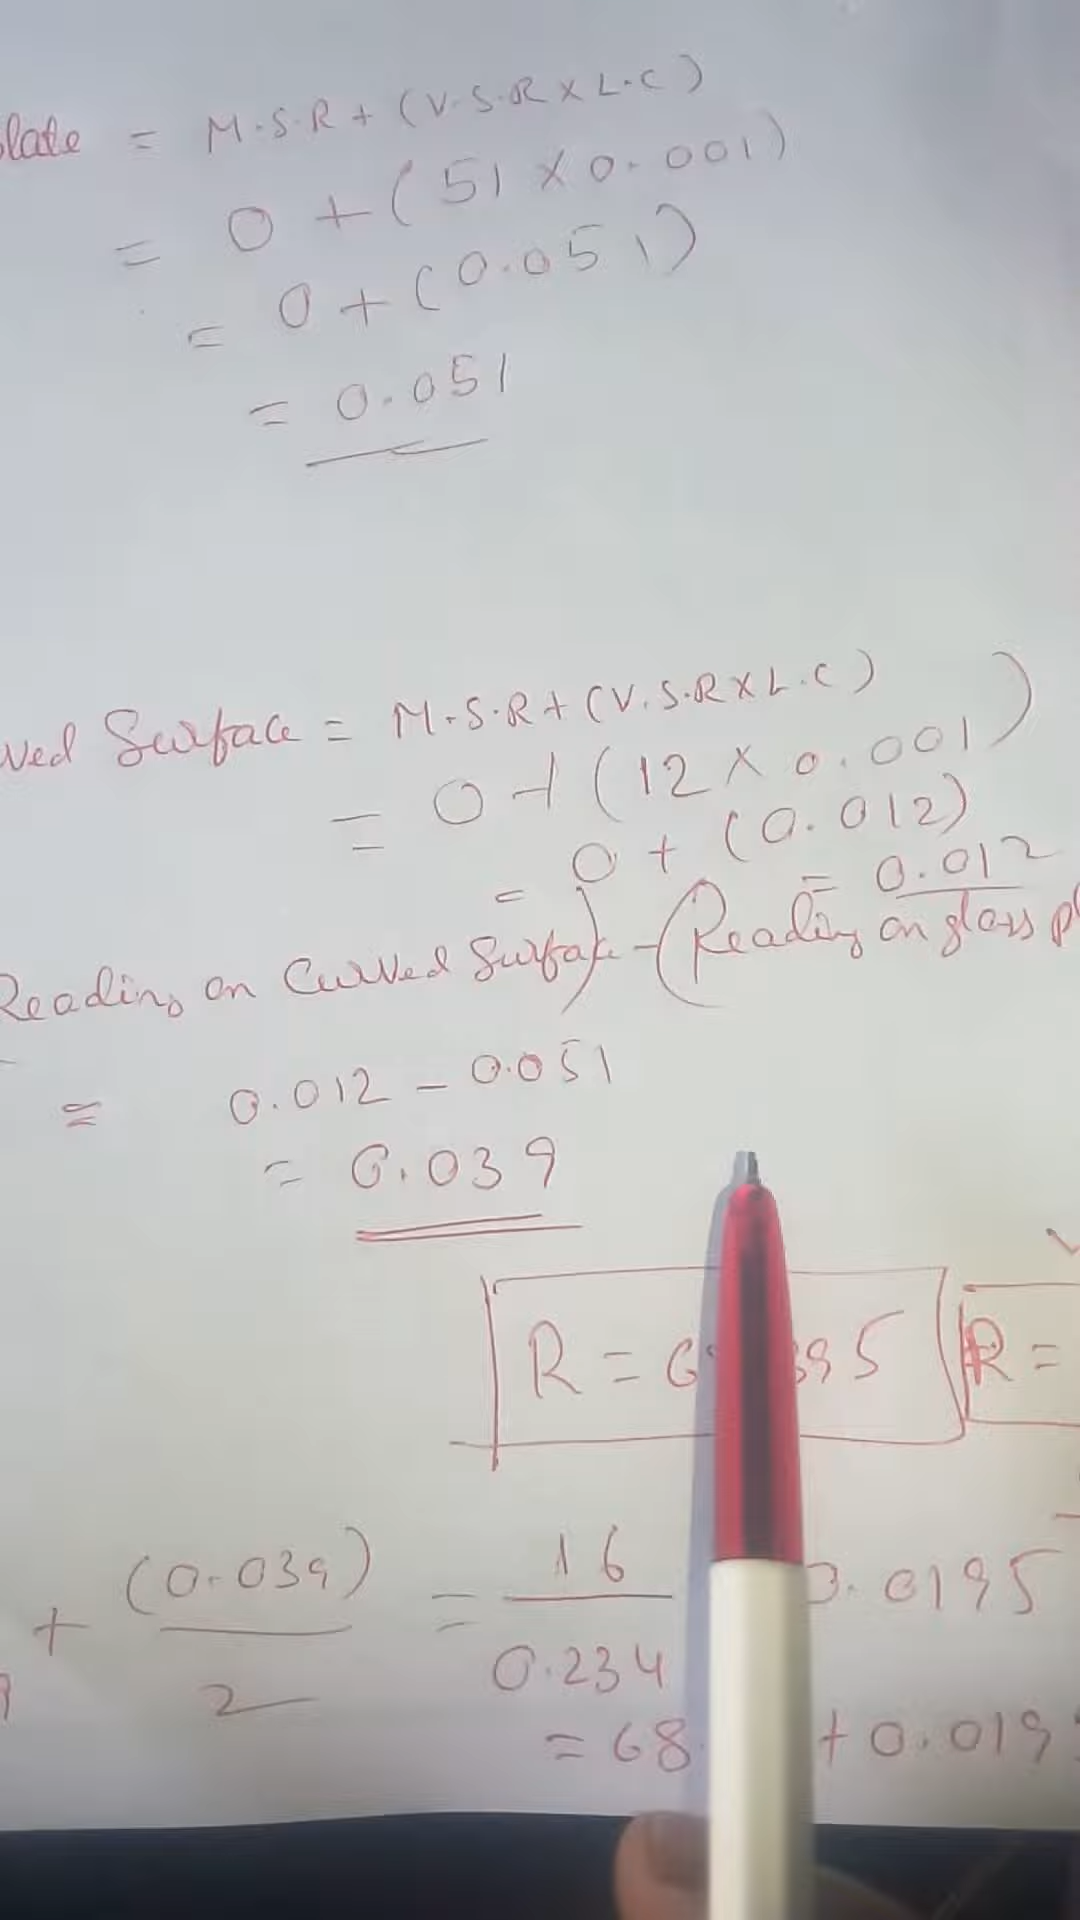 = M.S.R + (V.S.R X L.C)
= 0 + (51 X 0.001)
= 0 + (0.051)
= 0.051
Surface = M.S.R + (V.S.R X L.C)
= 0 + (12 X 0.001)
= 0 + (0.012)
= 0.012
Reading on Curved Surface) - (Reading on glass
= 0.012 - 0.051
= 0.039
R = 6 395
R =
+ (0.039) / 2 = 16 / 0.234 0.0195
= 68. + 0.019